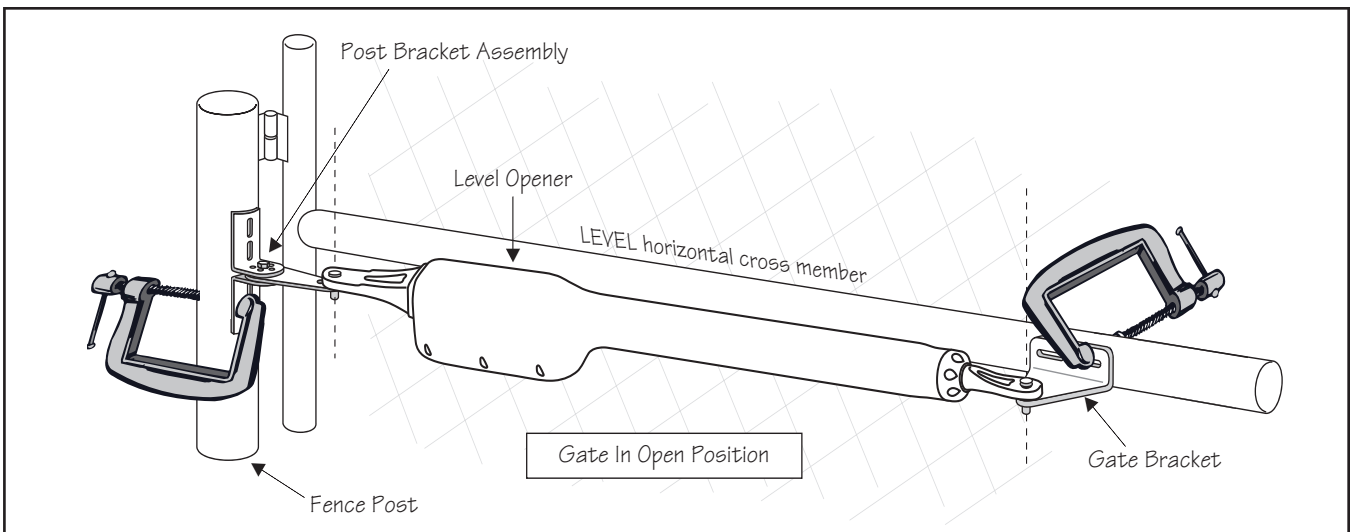 Post Bracket Assembly
Level Opener
LEVEL horizontal cross member
Gate In Open Position
Gate Bracket
Fence Post